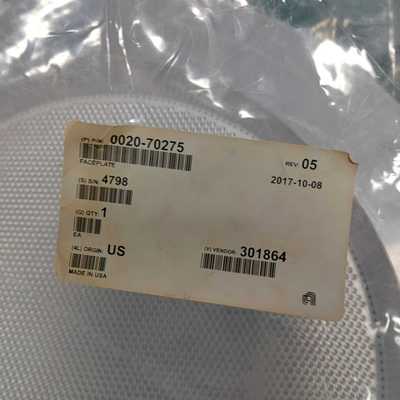 (P) P/N: 0020-70275
FACEPLATE
REV: 05
2017-10-08
(S) S/N: 4798
(Q) QTY: 1
EA
(4L) ORIGIN: US
MADE IN USA
(V) VENDOR: 301864